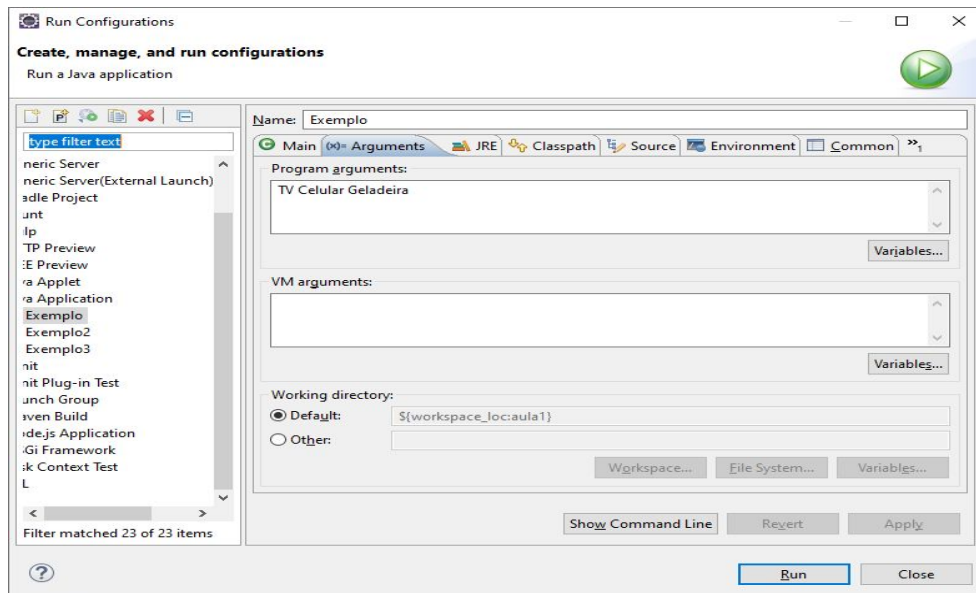 Run Configurations
Create, manage, and run configurations
Run a Java application
type filter text
neric Server
neric Server(External Launch)
adle Project
unt
lp
TP Preview
EE Preview
va Applet
va Application
Exemplo
Exemplo2
Exemplo3
nit
nit Plug-in Test
unch Group
aven Build
de.js Application
Gi Framework
sk Context Test
L
Filter matched 23 of 23 items
Name: Exemplo
Main (x)= Arguments JRE Classpath Source Environment Common »1
Program arguments:
TV Celular Geladeira
Variables...
VM arguments:
Variables...
Working directory:
Default: ${workspace_loc:aula1}
Other:
Workspace... File System... Variables...
Show Command Line Revert Apply
Run Close